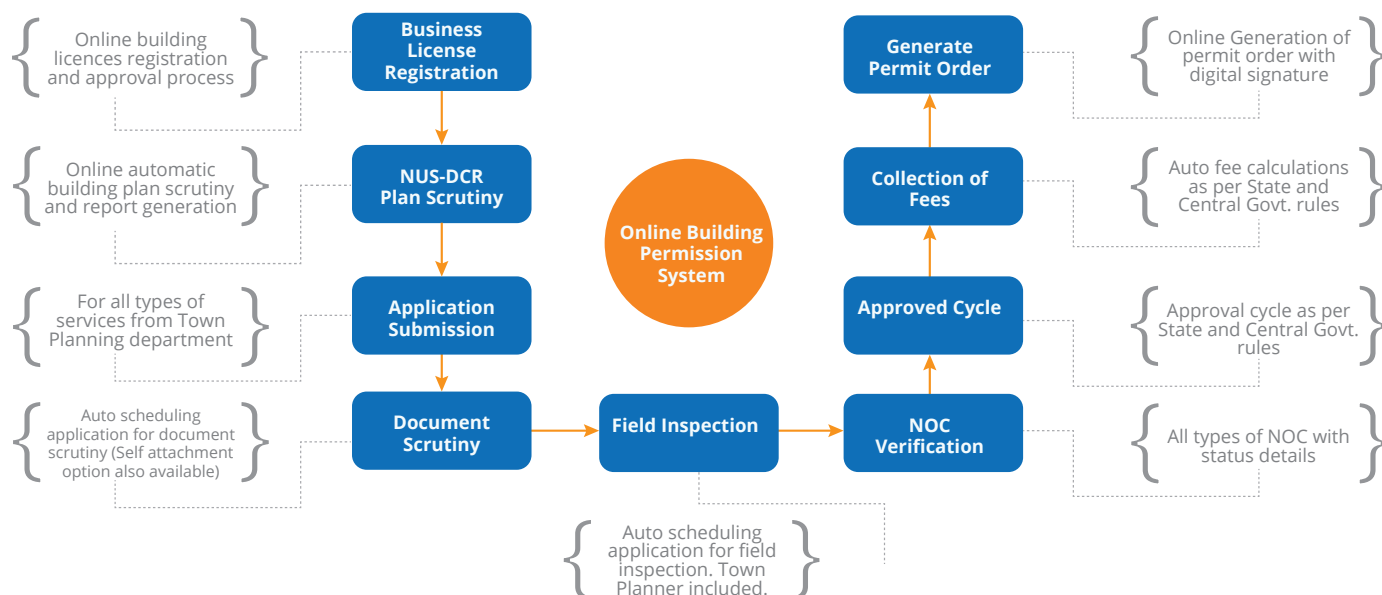 Business
License
Registration
Online building
licences registration
and approval process
NUS-DCR
Plan Scrutiny
Online automatic
building plan scrutiny
and report generation
Application
Submission
For all types of
services from Town
Planning department
Document
Scrutiny
Auto scheduling
application for document
scrutiny (Self attachment
option also available)
Field Inspection
Auto scheduling
application for field
inspection. Town
Planner included.
NOC
Verification
All types of NOC with
status details
Approved Cycle
Approval cycle as per
State and Central Govt.
rules
Collection of
Fees
Auto fee calculations
as per State and
Central Govt. rules
Generate
Permit Order
Online Generation of
permit order with
digital signature
Online Building
Permission
System